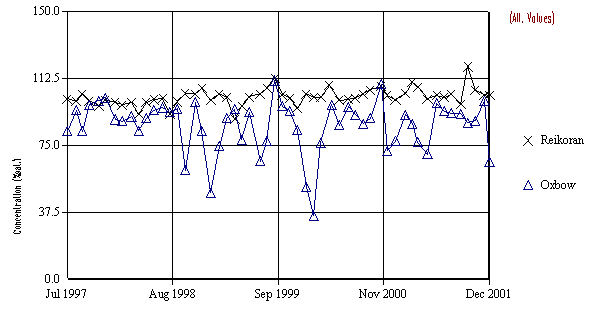 150.0
(All Values)
112.5
75.0
37.5
0.0
Concentration (%sat.)
Reikoran
Oxbow
Jul 1997
Aug 1998
Sep 1999
Nov 2000
Dec 2001